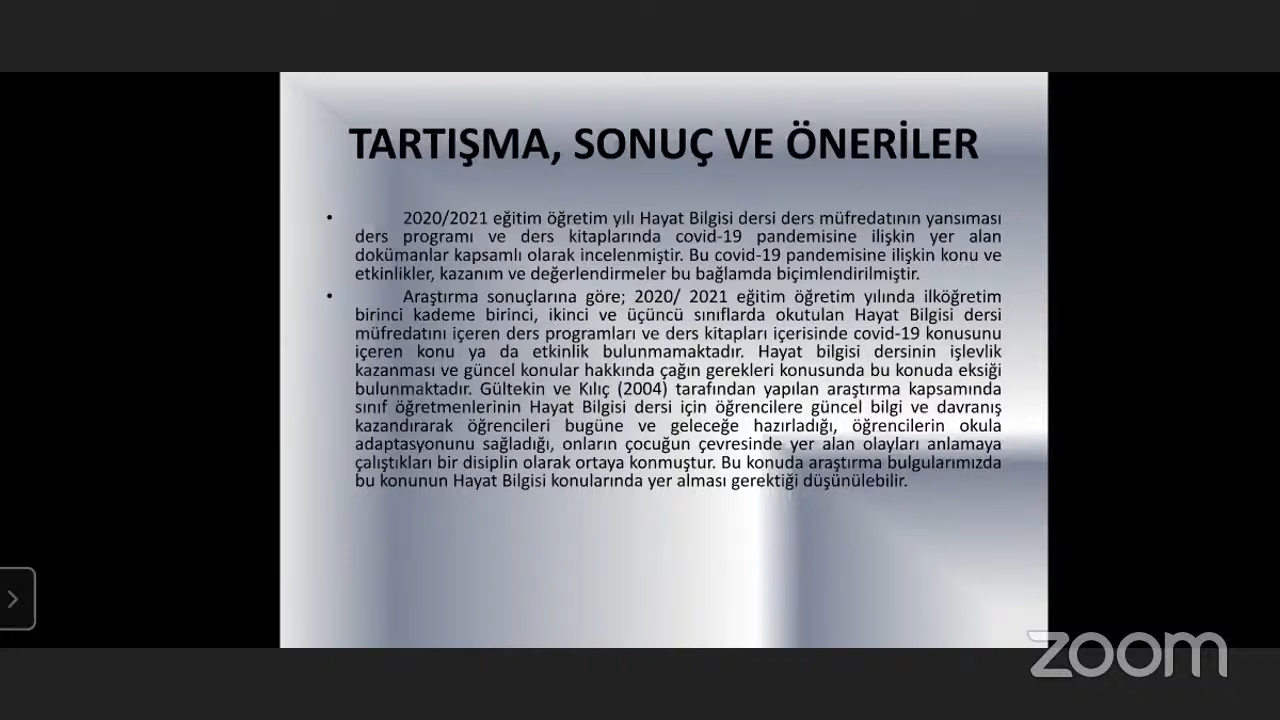 TARTIŞMA, SONUÇ VE ÖNERİLER
• 2020/2021 eğitim öğretim yılı Hayat Bilgisi dersi ders müfredatının yansıması
ders programı ve ders kitaplarında covid-19 pandemisine ilişkin yer alan
dokümanlar kapsamlı olarak incelenmiştir. Bu covid-19 pandemisine ilişkin konu ve
etkinlikler, kazanım ve değerlendirmeler bu bağlamda biçimlendirilmiştir.
• Araştırma sonuçlarına göre; 2020/ 2021 eğitim öğretim yılında ilköğretim
birinci kademe birinci, ikinci ve üçüncü sınıflarda okutulan Hayat Bilgisi dersi
müfredatını içeren ders programları ve ders kitapları içerisinde covid-19 konusunu
içeren konu ya da etkinlik bulunmamaktadır. Hayat bilgisi dersinin işlevlik
kazanması ve güncel konular hakkında çağın gerekleri konusunda bu konuda eksiği
bulunmaktadır. Gültekin ve Kılıç (2004) tarafından yapılan araştırma kapsamında
sınıf öğretmenlerinin Hayat Bilgisi dersi için öğrencilere güncel bilgi ve davranış
kazandırarak öğrencileri bugüne ve geleceğe hazırladığı, öğrencilerin okula
adaptasyonunu sağladığı, onların çocuğun çevresinde yer alan olayları anlamaya
çalıştıkları bir disiplin olarak ortaya konmuştur. Bu konuda araştırma bulgularımızda
bu konunun Hayat Bilgisi konularında yer alması gerektiği düşünülebilir.
zoom